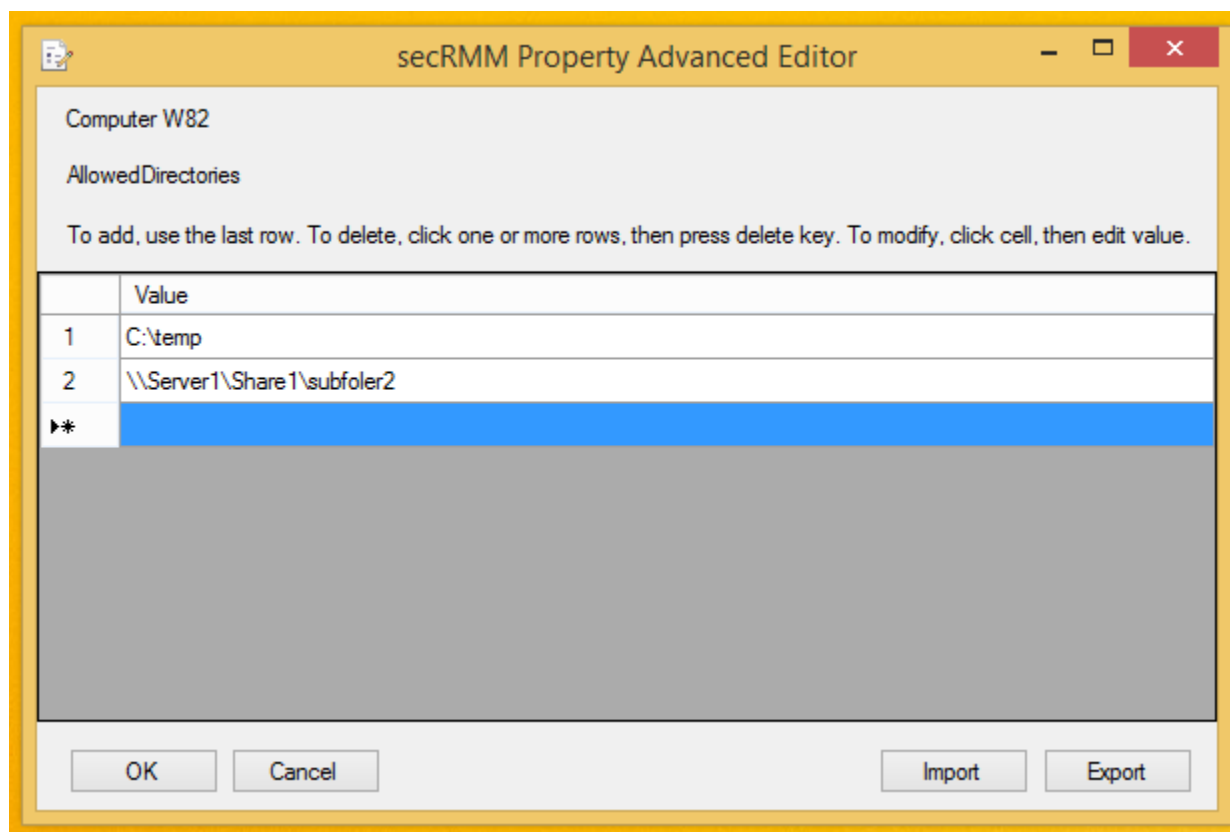 secRMM Property Advanced Editor
Computer W82
AllowedDirectories
To add, use the last row. To delete, click one or more rows, then press delete key. To modify, click cell, then edit value.
Value
1 C:\temp
2 \\Server1\Share1\subfoler2
OK Cancel Import Export